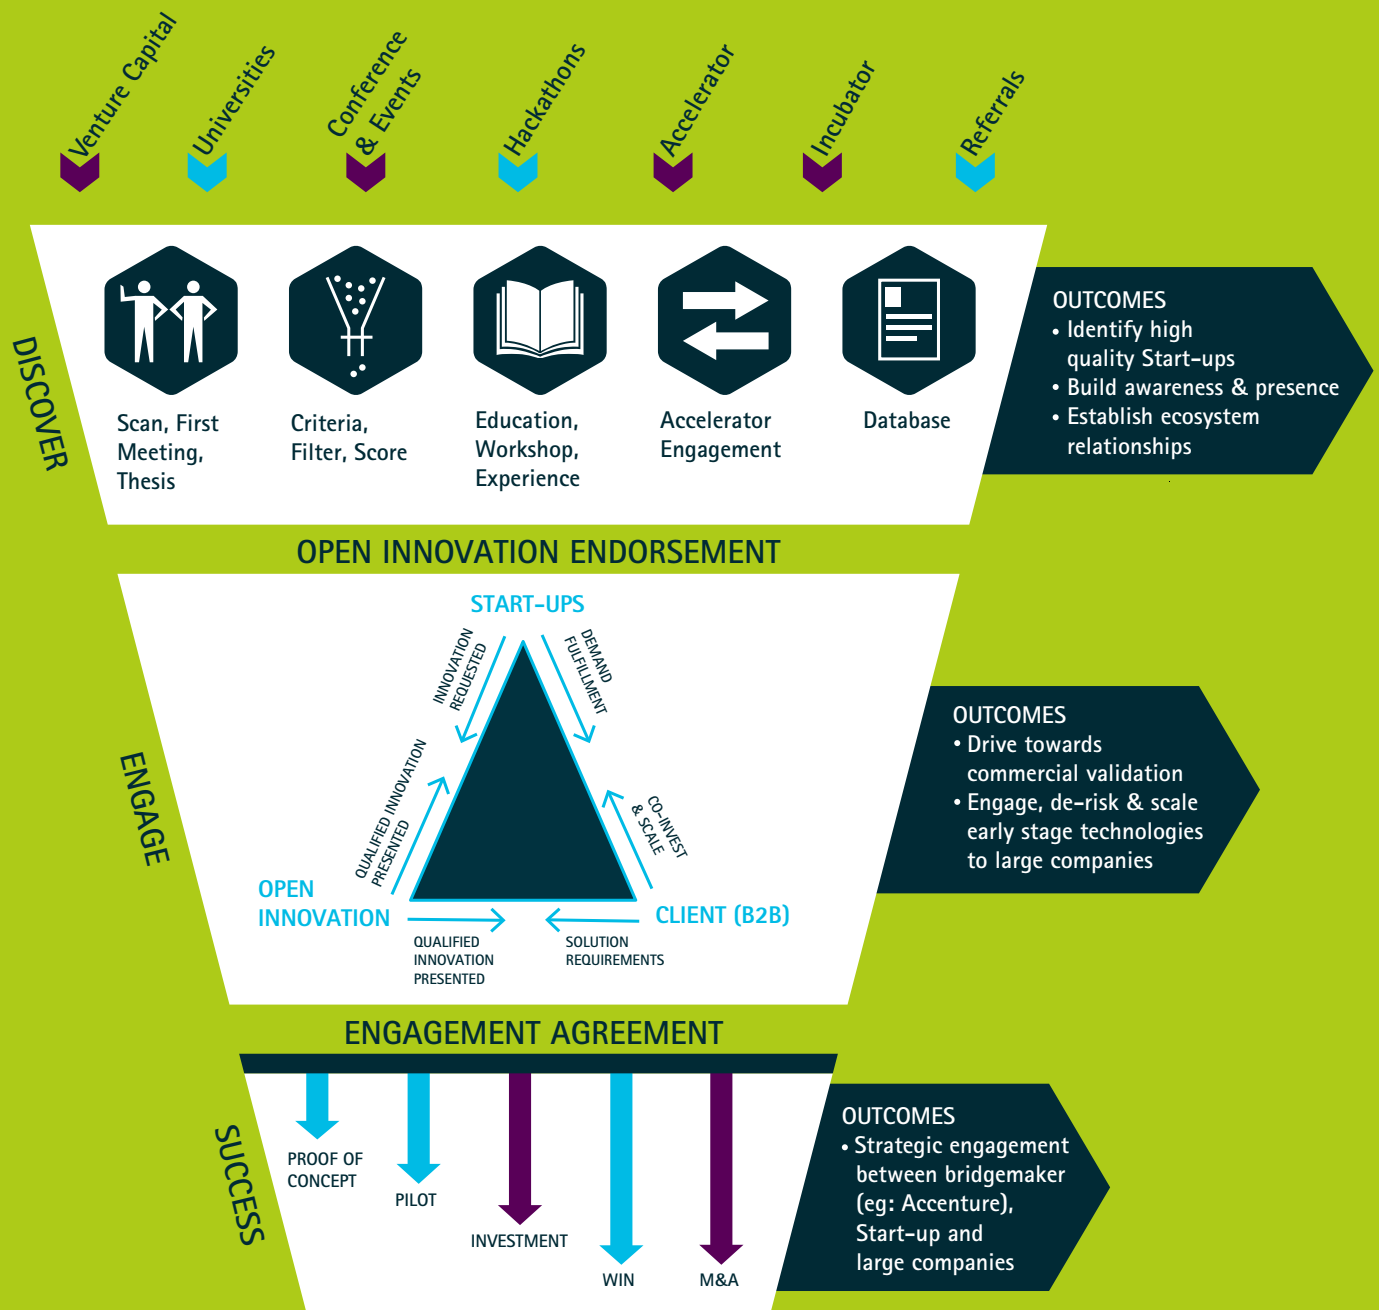 Venture Capital
Universities
Conference
& Events
Hackathons
Accelerator
Incubator
Referrals
DISCOVER
Scan, First
Meeting,
Thesis
Criteria,
Filter, Score
Education,
Workshop,
Experience
Accelerator
Engagement
Database
OUTCOMES
• Identify high
quality Start-ups
• Build awareness & presence
• Establish ecosystem
relationships
OPEN INNOVATION ENDORSEMENT
ENGAGE
START-UPS
INNOVATION
REQUESTED
DEMAND
FULFILLMENT
QUALIFIED INNOVATION
PRESENTED
CO-INVEST
& SCALE
OPEN
INNOVATION
CLIENT (B2B)
QUALIFIED
INNOVATION
PRESENTED
SOLUTION
REQUIREMENTS
OUTCOMES
• Drive towards
commercial validation
• Engage, de-risk & scale
early stage technologies
to large companies
ENGAGEMENT AGREEMENT
SUCCESS
PROOF OF
CONCEPT
PILOT
INVESTMENT
WIN
M&A
OUTCOMES
• Strategic engagement
between bridgemaker
(eg: Accenture),
Start-up and
large companies